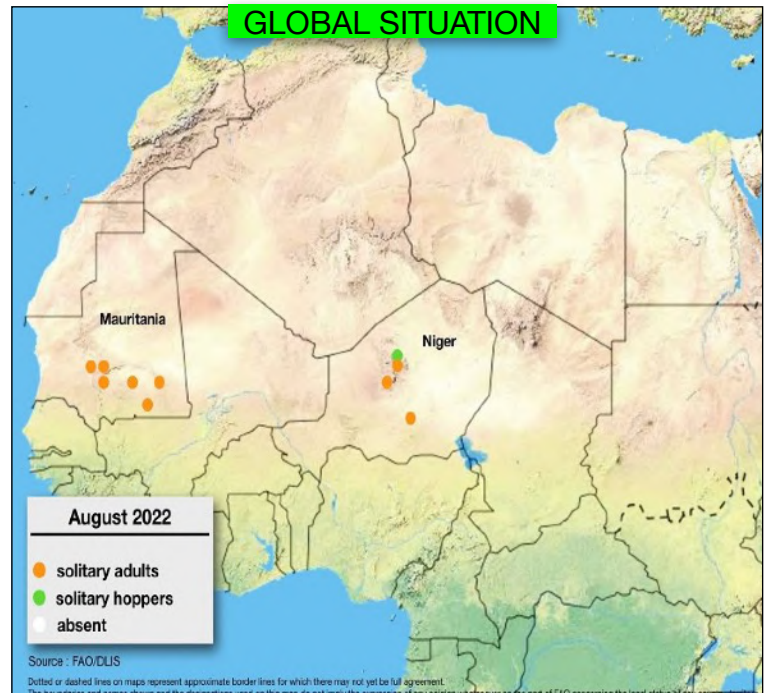 GLOBAL SITUATION
Mauritania
Niger
August 2022
solitary adults
solitary hoppers
absent
Source : FAO/DLIS
Dotted or dashed lines on maps represent approximate border lines for which there may not yet be full agreement.